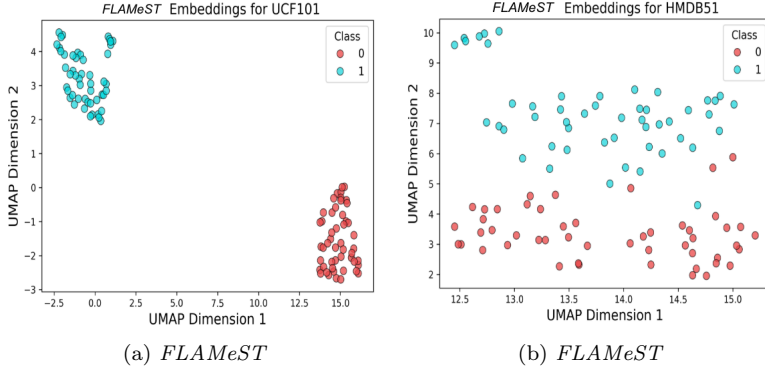 FLAMeST Embeddings for UCF101
Class
0
1
UMAP Dimension 2
4
3
2
1
0
−1
−2
−3
−2.5 0.0 2.5 5.0 7.5 10.0 12.5 15.0
UMAP Dimension 1
(a) FLAMeST
FLAMeST Embeddings for HMDB51
Class
0
1
UMAP Dimension 2
10
9
8
7
6
5
4
3
2
12.5 13.0 13.5 14.0 14.5 15.0
UMAP Dimension 1
(b) FLAMeST